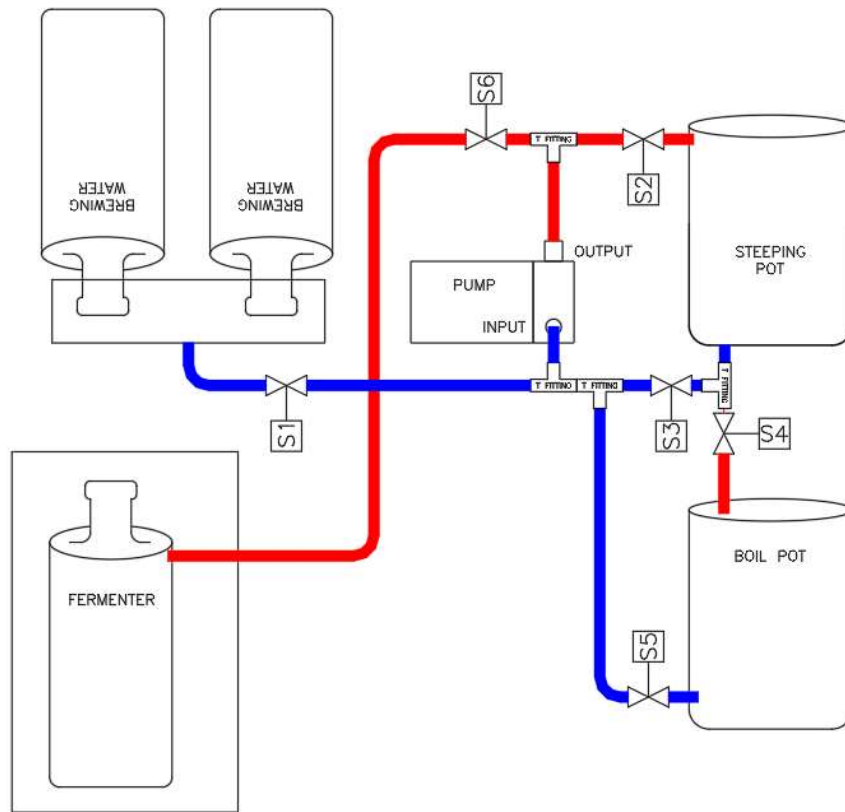 S6
T FITTING
S2
BREWING
WATER
BREWING
WATER
OUTPUT
STEEPING
POT
PUMP
INPUT
T FITTING
T FITTING
T FITTING
S1
S3
S4
BOIL POT
FERMENTER
S5